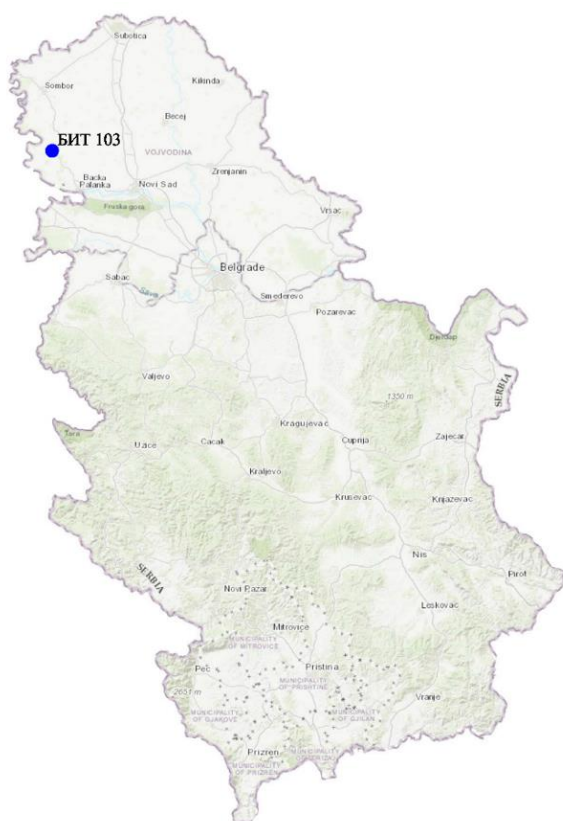 Subotica
Sombor
Kikinda
Becej
БИТ 103
VOJVODINA
Zrenjanin
Backa
Palanka
Novi Sad
Fruska gora
Vrsac
Belgrade
Sabac
Sava
Smederevo
Pozarevac
Djerdap
Valjevo
1350 m
SERBIA
Kragujevac
Tara
Uzice
Cacak
Cuprija
Zajecar
Kraljevo
Krusevac
Knjazevac
Nis
SERBIA
Pirot
Novi Pazar
Leskovac
Mitrovice
MUNICIPALITY
OF MITROVICE
Pec
Pristina
MUNICIPALITY
OF PRISHTINE
Vranje
MUNICIPALITY
OF GJAKOVE
MUNICIPALITY
OF GJILAN
Prizren
MUNICIPALITY
MUNICIPALITY
OF PRIZREN